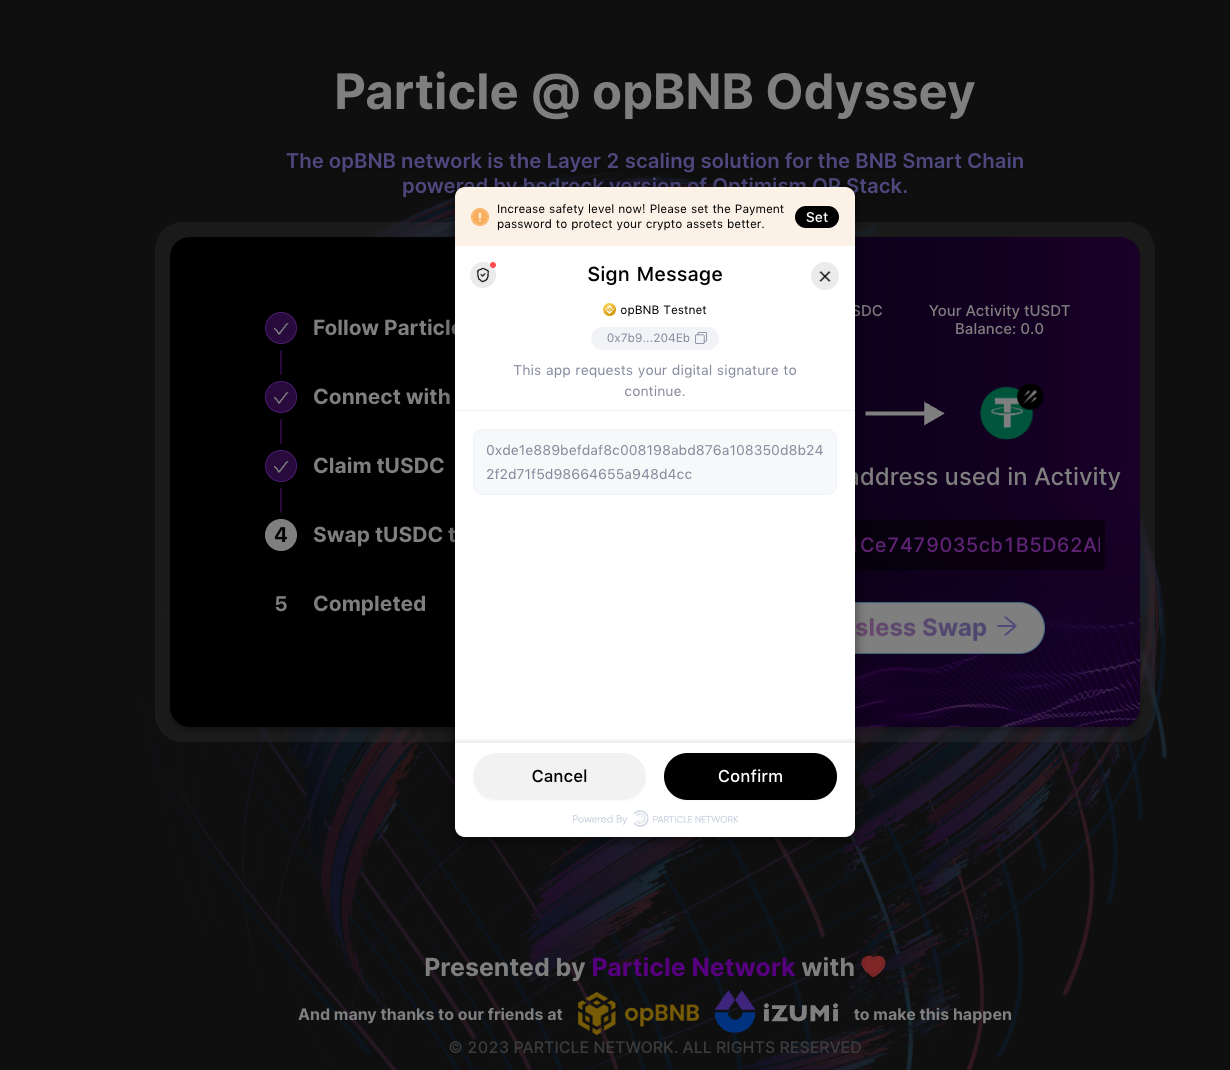 Particle @ opBNB Odyssey
The opBNB network is the Layer 2 scaling solution for the BNB Smart Chain
powered by bedrock version of Optimism OP Stack.
Increase safety level now! Please set the Payment
password to protect your crypto assets better.
Set
Sign Message
opBNB Testnet
0x7b9...204Eb
This app requests your digital signature to
continue.
0xde1e889befdaf8c008198abd876a108350d8b24
2f2d71f5d98664655a948d4cc
Cancel
Confirm
Powered By PARTICLE NETWORK
Follow Particle
Connect with
Claim tUSDC
4 Swap tUSDC t
5 Completed
SDC
Your Activity tUSDT
Balance: 0.0
address used in Activity
Ce7479035cb1B5D62A
sless Swap
Presented by Particle Network with
And many thanks to our friends at opBNB iZUMi to make this happen
© 2023 PARTICLE NETWORK. ALL RIGHTS RESERVED